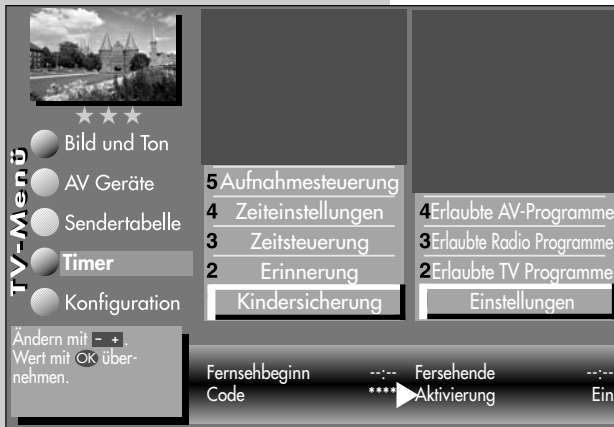 TV-Menü
Bild und Ton
AV Geräte
Sendertabelle
Timer
Konfiguration
5 Aufnahmesteuerung
4 Zeiteinstellungen
3 Zeitsteuerung
2 Erinnerung
Kindersicherung
4 Erlaubte AV-Programme
3 Erlaubte Radio Programme
2 Erlaubte TV Programme
Einstellungen
Ändern mit - + .
Wert mit OK über-
nehmen.
Fernsehbeginn --:-- Fersehende --:--
Code **** Aktivierung Ein